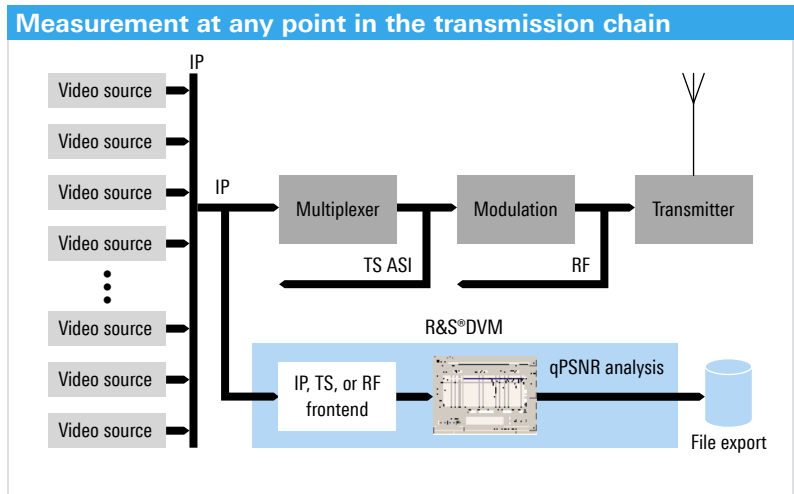 Measurement at any point in the transmission chain
IP
Video source
Video source
Video source
Video source
Video source
Video source
Video source
IP
Multiplexer
Modulation
Transmitter
TS ASI
RF
R&S®DVM
IP, TS, or RF
frontend
qPSNR analysis
File export